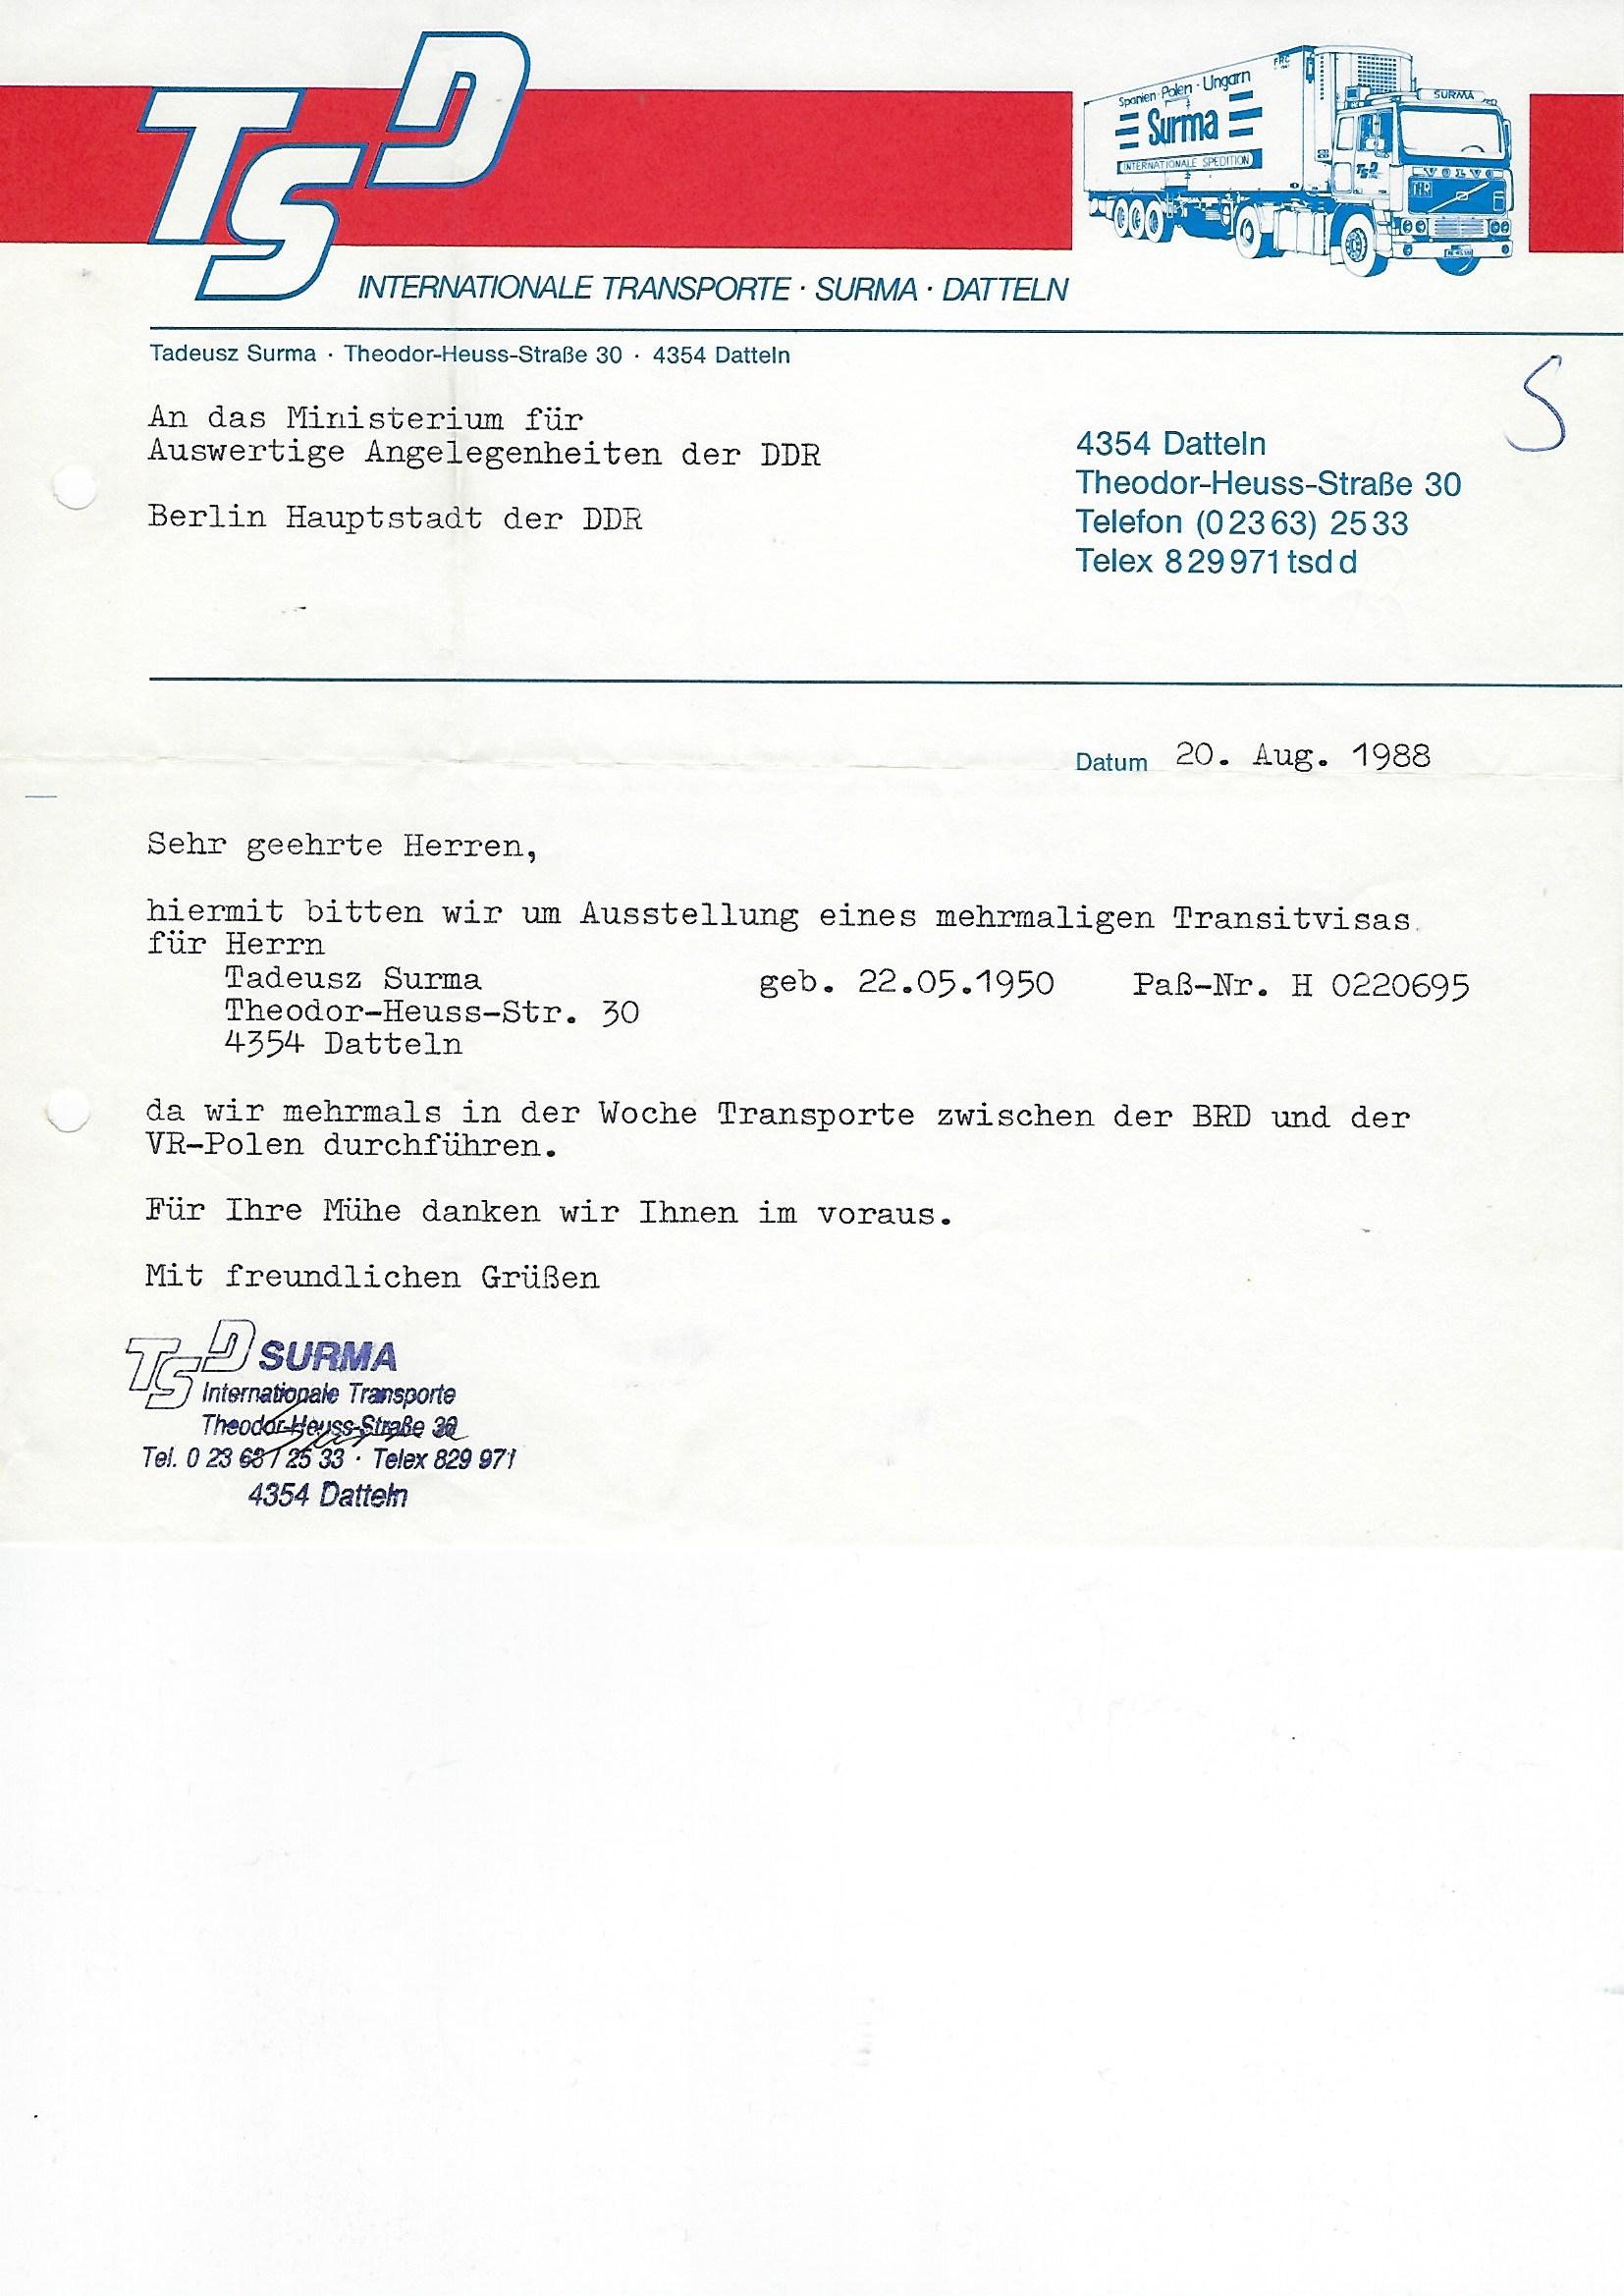 TSD
Spanien · Polen · Ungarn
Surma
INTERNATIONALE SPEDITION
FRC
SURMA
TSD
VOLVO
INTERNATIONALE TRANSPORTE · SURMA · DATTELN
Tadeusz Surma · Theodor-Heuss-Straße 30 · 4354 Datteln
S
An das Ministerium für
Auswertige Angelegenheiten der DDR
Berlin Hauptstadt der DDR
4354 Datteln
Theodor-Heuss-Straße 30
Telefon (0 23 63) 25 33
Telex 8 29 971 tsd d
Datum 20. Aug. 1988
Sehr geehrte Herren,
hiermit bitten wir um Ausstellung eines mehrmaligen Transitvisas
für Herrn
Tadeusz Surma geb. 22.05.1950 Paß-Nr. H 0220695
Theodor-Heuss-Str. 30
4354 Datteln
da wir mehrmals in der Woche Transporte zwischen der BRD und der
VR-Polen durchführen.
Für Ihre Mühe danken wir Ihnen im voraus.
Mit freundlichen Grüßen
TSD SURMA
Internationale Transporte
Theodor-Heuss-Straße 30
Tel. 0 23 63 / 25 33 · Telex 829 971
4354 Datteln